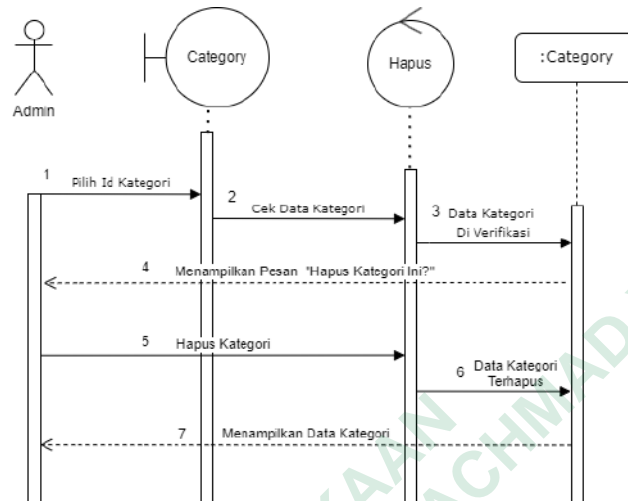 Category
Hapus
:Category
Admin
1 Pilih Id Kategori
2 Cek Data Kategori
3 Data Kategori
Di Verifikasi
4 Menampilkan Pesan "Hapus Kategori Ini?"
5 Hapus Kategori
6 Data Kategori
Terhapus
7 Menampilkan Data Kategori